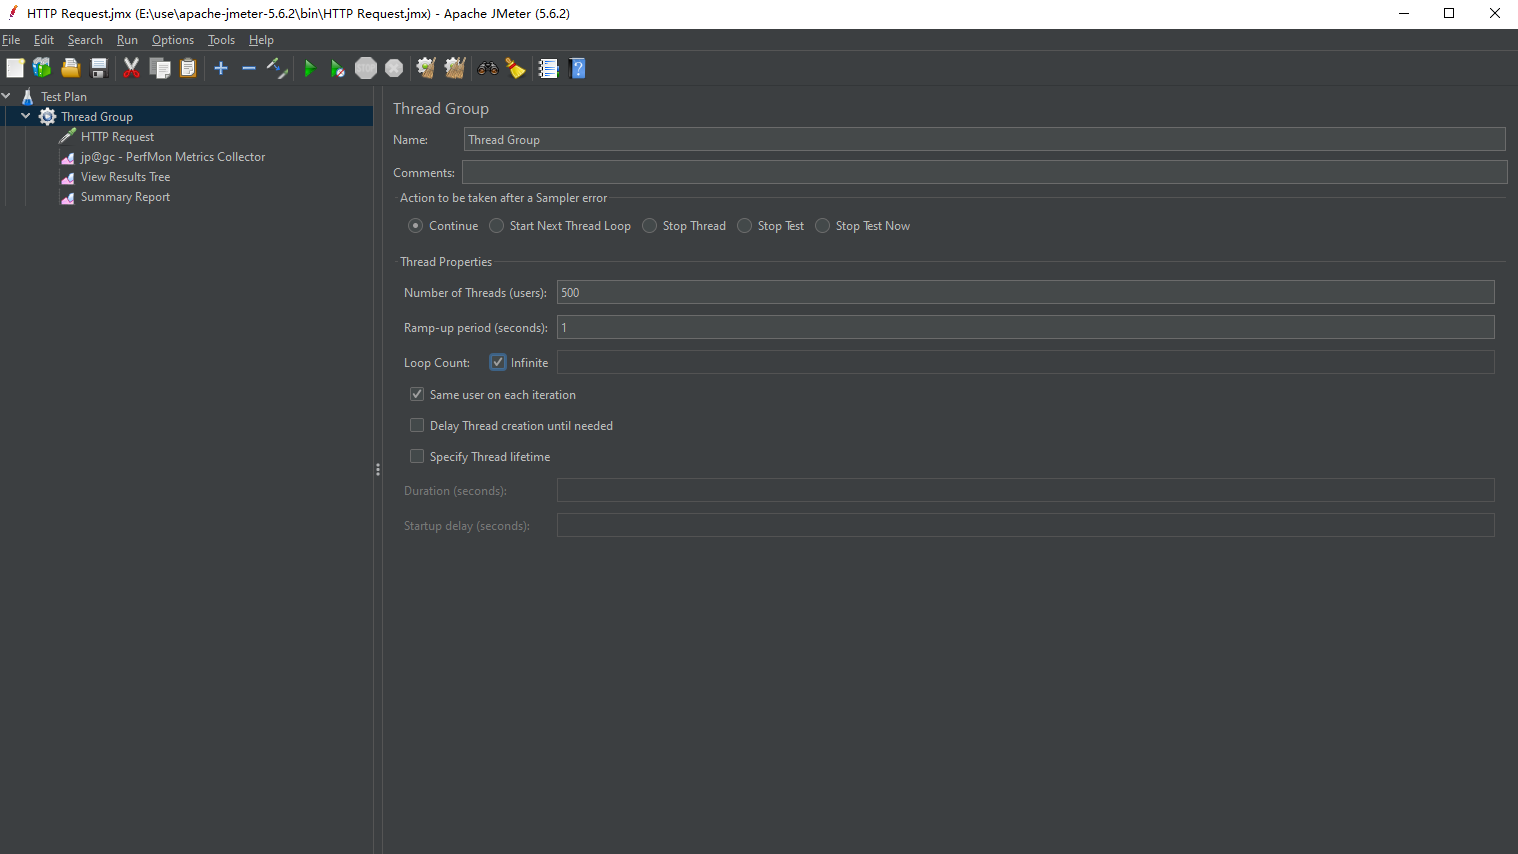 HTTP Request.jmx (E:\use\apache-jmeter-5.6.2\bin\HTTP Request.jmx) - Apache JMeter (5.6.2)
File Edit Search Run Options Tools Help
Test Plan
Thread Group
HTTP Request
jp@gc - PerfMon Metrics Collector
View Results Tree
Summary Report
Thread Group
Name: Thread Group
Comments:
Action to be taken after a Sampler error
Continue Start Next Thread Loop Stop Thread Stop Test Stop Test Now
Thread Properties
Number of Threads (users): 500
Ramp-up period (seconds): 1
Loop Count: Infinite
Same user on each iteration
Delay Thread creation until needed
Specify Thread lifetime
Duration (seconds):
Startup delay (seconds):